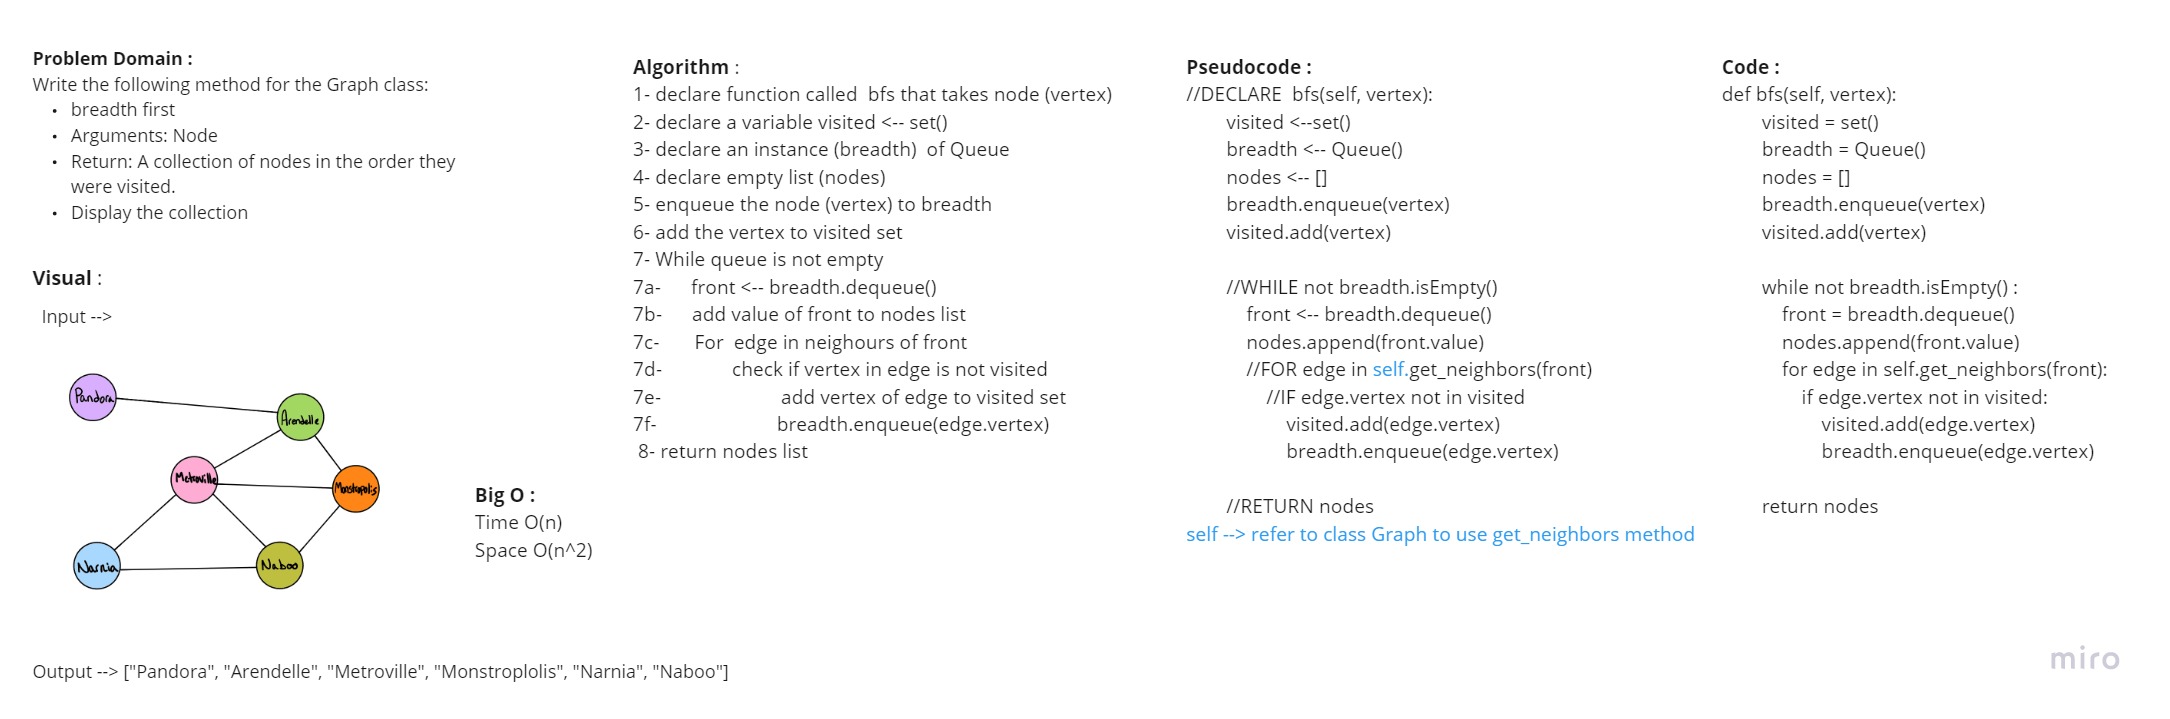 Problem Domain :
Write the following method for the Graph class:
• breadth first
• Arguments: Node
• Return: A collection of nodes in the order they
were visited.
• Display the collection
Visual :
Input -->
Pandora
Arendelle
Metroville
Monstropolis
Narnia
Naboo
Output --> ["Pandora", "Arendelle", "Metroville", "Monstroplolis", "Narnia", "Naboo"]
Big O :
Time O(n)
Space O(n^2)
Algorithm :
1- declare function called bfs that takes node (vertex)
2- declare a variable visited <-- set()
3- declare an instance (breadth) of Queue
4- declare empty list (nodes)
5- enqueue the node (vertex) to breadth
6- add the vertex to visited set
7- While queue is not empty
7a- front <-- breadth.dequeue()
7b- add value of front to nodes list
7c- For edge in neighours of front
7d- check if vertex in edge is not visited
7e- add vertex of edge to visited set
7f- breadth.enqueue(edge.vertex)
8- return nodes list
Pseudocode :
//DECLARE bfs(self, vertex):
visited <--set()
breadth <-- Queue()
nodes <-- []
breadth.enqueue(vertex)
visited.add(vertex)
//WHILE not breadth.isEmpty()
front <-- breadth.dequeue()
nodes.append(front.value)
//FOR edge in self.get_neighbors(front)
//IF edge.vertex not in visited
visited.add(edge.vertex)
breadth.enqueue(edge.vertex)
//RETURN nodes
self --> refer to class Graph to use get_neighbors method
Code :
def bfs(self, vertex):
visited = set()
breadth = Queue()
nodes = []
breadth.enqueue(vertex)
visited.add(vertex)
while not breadth.isEmpty() :
front = breadth.dequeue()
nodes.append(front.value)
for edge in self.get_neighbors(front):
if edge.vertex not in visited:
visited.add(edge.vertex)
breadth.enqueue(edge.vertex)
return nodes
miro